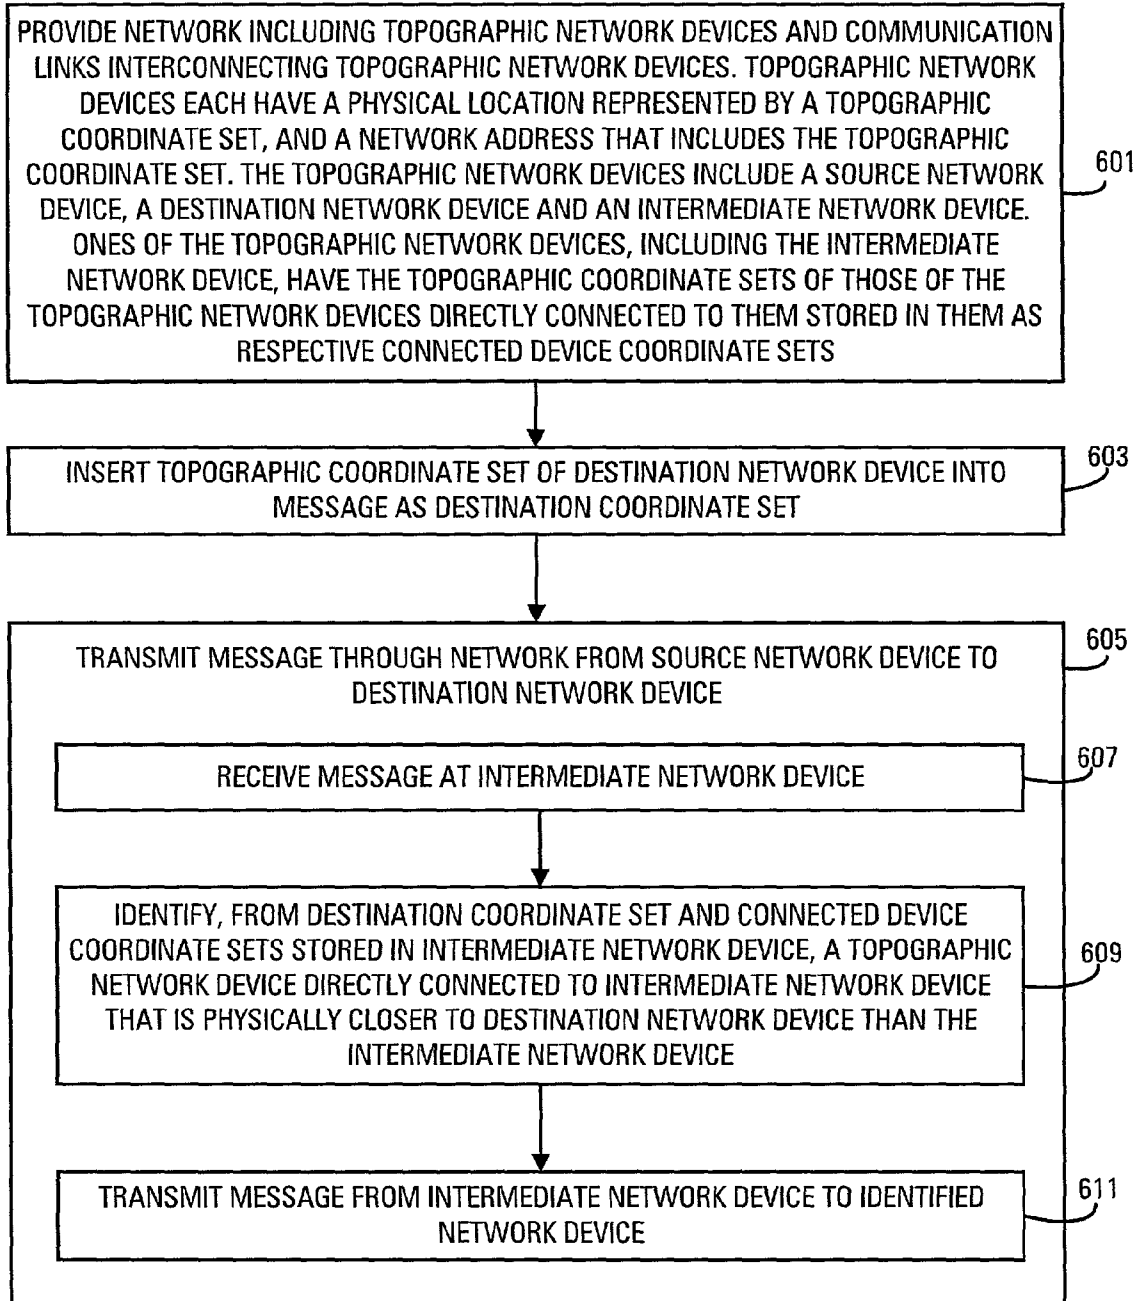 PROVIDE NETWORK INCLUDING TOPOGRAPHIC NETWORK DEVICES AND COMMUNICATION
LINKS INTERCONNECTING TOPOGRAPHIC NETWORK DEVICES. TOPOGRAPHIC NETWORK
DEVICES EACH HAVE A PHYSICAL LOCATION REPRESENTED BY A TOPOGRAPHIC
COORDINATE SET, AND A NETWORK ADDRESS THAT INCLUDES THE TOPOGRAPHIC
COORDINATE SET. THE TOPOGRAPHIC NETWORK DEVICES INCLUDE A SOURCE NETWORK
DEVICE, A DESTINATION NETWORK DEVICE AND AN INTERMEDIATE NETWORK DEVICE.
ONES OF THE TOPOGRAPHIC NETWORK DEVICES, INCLUDING THE INTERMEDIATE
NETWORK DEVICE, HAVE THE TOPOGRAPHIC COORDINATE SETS OF THOSE OF THE
TOPOGRAPHIC NETWORK DEVICES DIRECTLY CONNECTED TO THEM STORED IN THEM AS
RESPECTIVE CONNECTED DEVICE COORDINATE SETS
601
INSERT TOPOGRAPHIC COORDINATE SET OF DESTINATION NETWORK DEVICE INTO
MESSAGE AS DESTINATION COORDINATE SET
603
TRANSMIT MESSAGE THROUGH NETWORK FROM SOURCE NETWORK DEVICE TO
DESTINATION NETWORK DEVICE
605
RECEIVE MESSAGE AT INTERMEDIATE NETWORK DEVICE
607
IDENTIFY, FROM DESTINATION COORDINATE SET AND CONNECTED DEVICE
COORDINATE SETS STORED IN INTERMEDIATE NETWORK DEVICE, A TOPOGRAPHIC
NETWORK DEVICE DIRECTLY CONNECTED TO INTERMEDIATE NETWORK DEVICE
THAT IS PHYSICALLY CLOSER TO DESTINATION NETWORK DEVICE THAN THE
INTERMEDIATE NETWORK DEVICE
609
TRANSMIT MESSAGE FROM INTERMEDIATE NETWORK DEVICE TO IDENTIFIED
NETWORK DEVICE
611